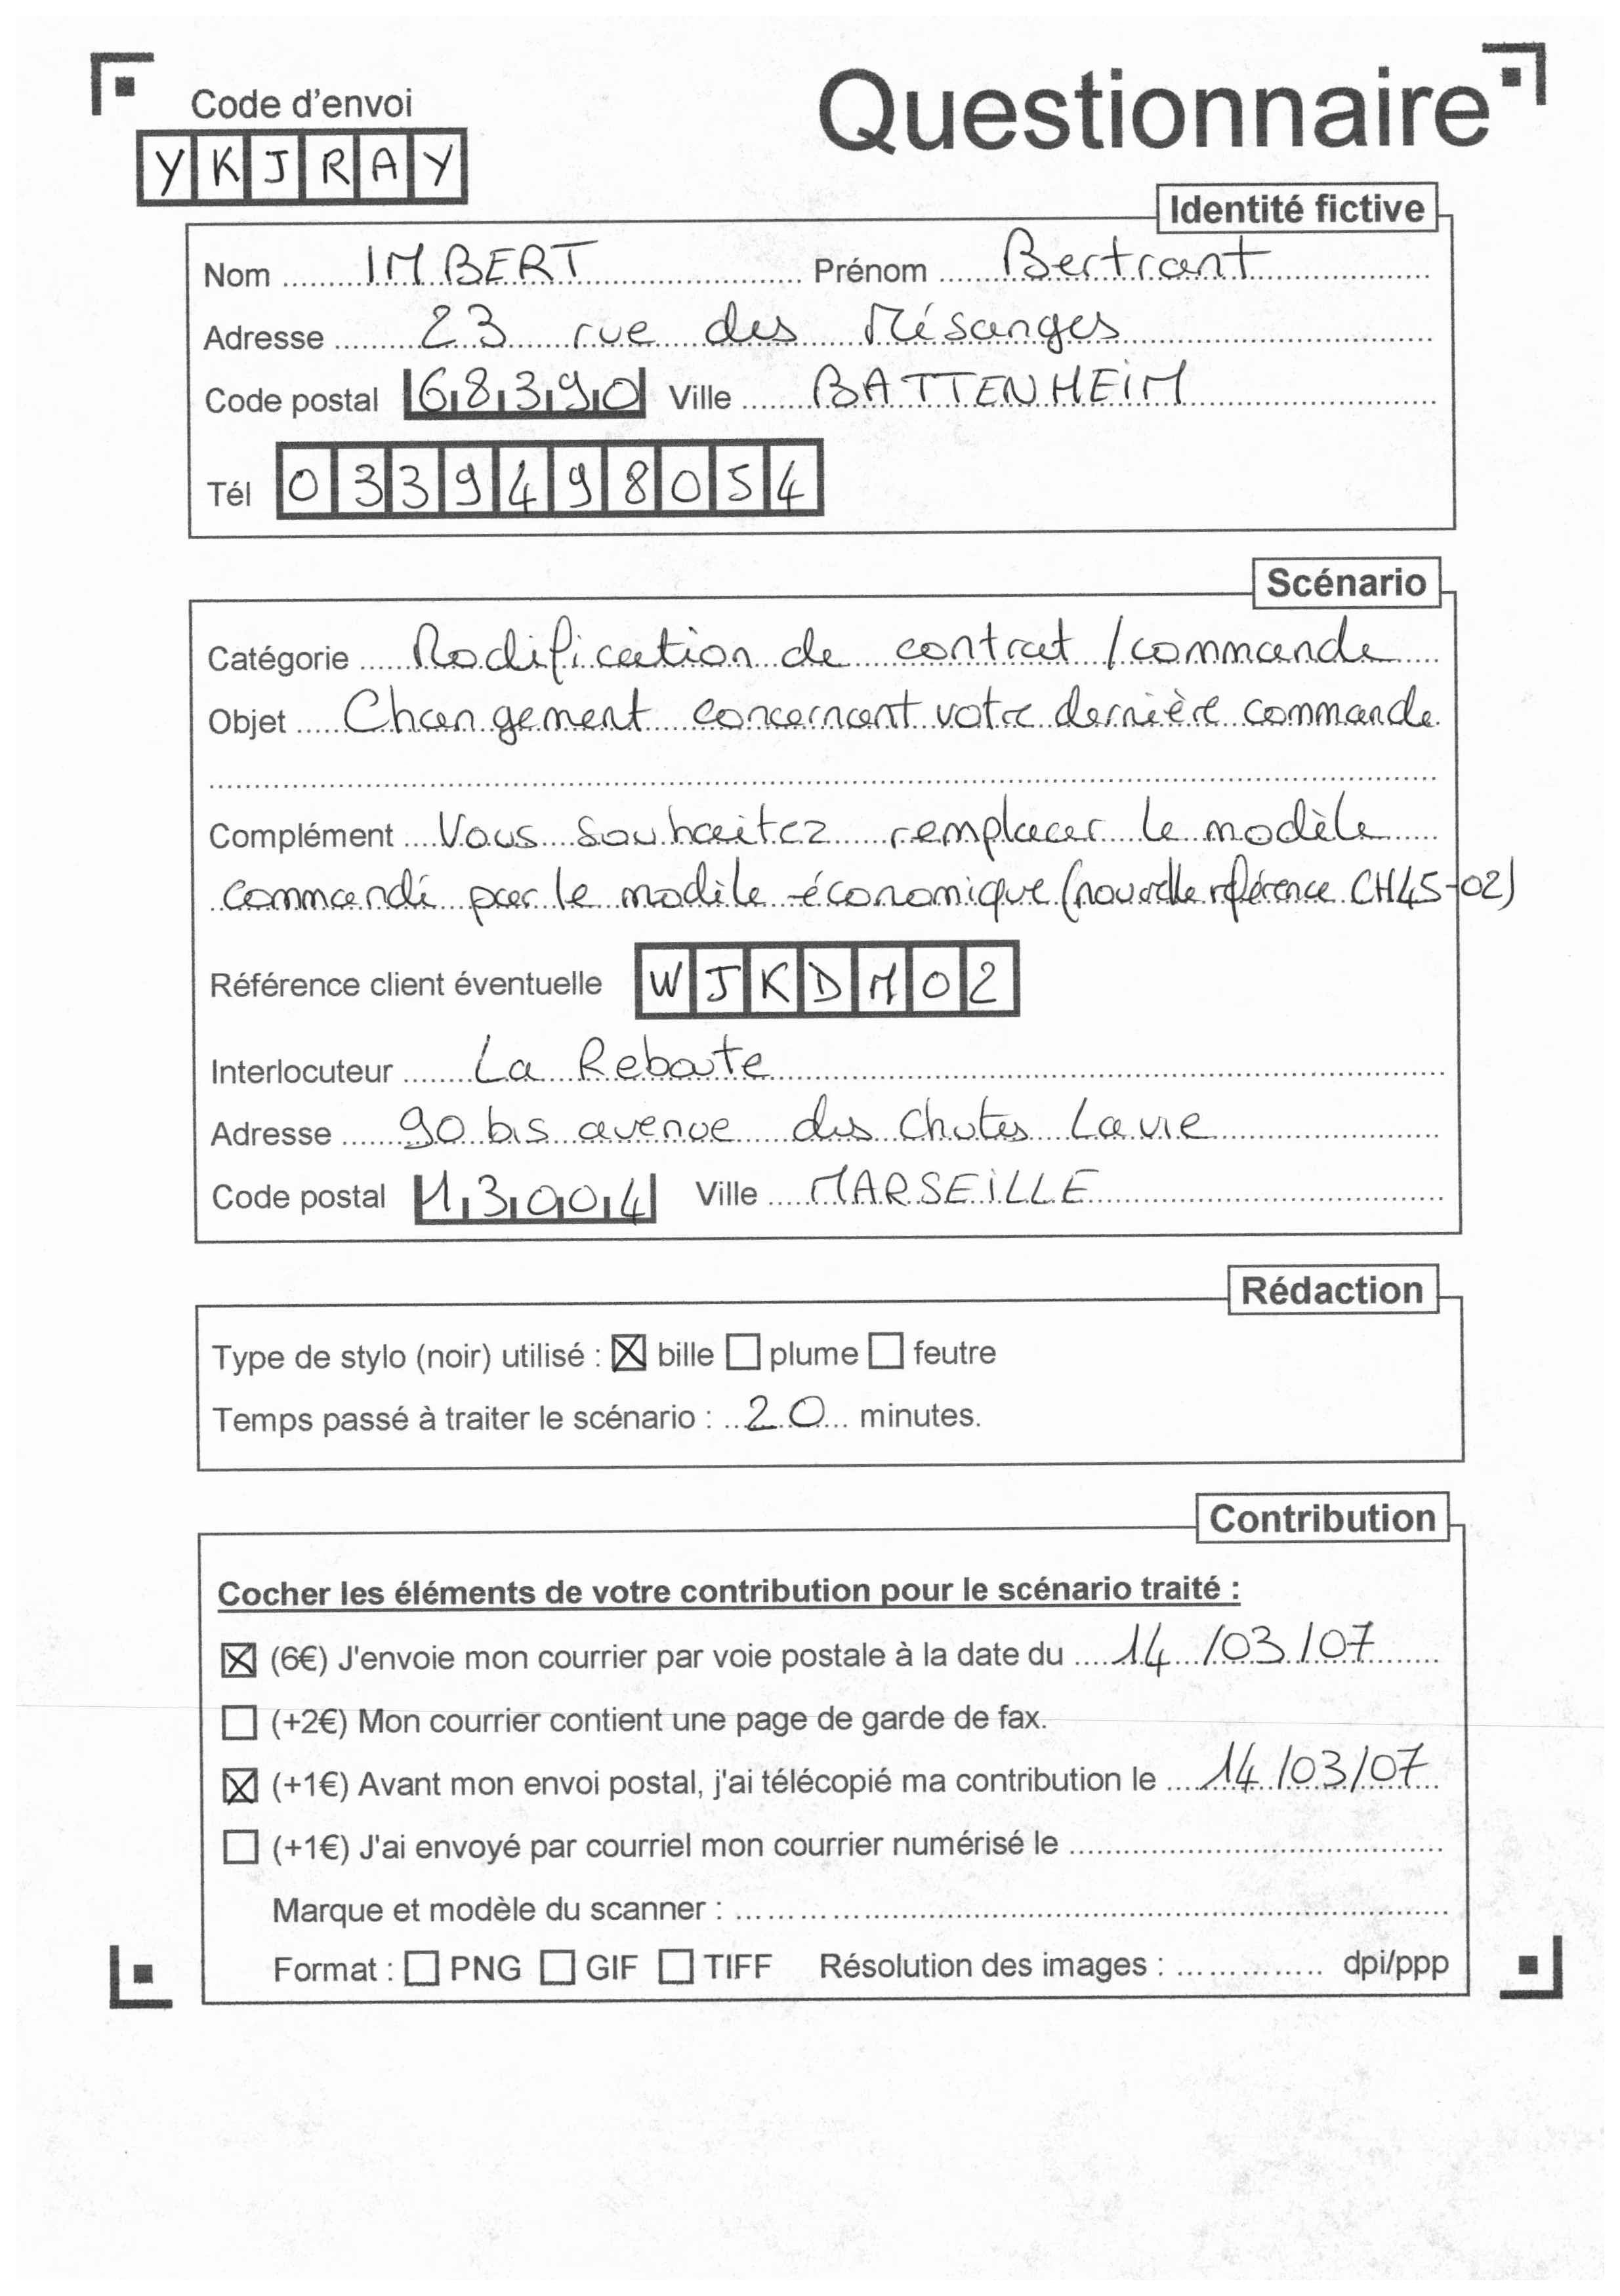 Code d'envoi
Questionnaire
YKJRAY
Identité fictive
Nom IMBERT Prénom Bertrant
Adresse 23 rue des Mésanges
Code postal 68390 Ville BATTENHEIM
Tél 0339498054
Scénario
Catégorie Modification de contrat / commande
Objet Changement concernant votre dernière commande
Complément Vous souhaitez remplacer le modèle
commandé par le modèle économique (nouvelle référence CH45-02)
Référence client éventuelle WJKDM02
Interlocuteur La Reboute
Adresse 90 bis avenue des Chutes Lavie
Code postal 13004 Ville MARSEILLE
Rédaction
Type de stylo (noir) utilisé : ☒ bille ☐ plume ☐ feutre
Temps passé à traiter le scénario : 20 minutes.
Contribution
Cocher les éléments de votre contribution pour le scénario traité :
☒ (6€) J'envoie mon courrier par voie postale à la date du 14/03/07
☐ (+2€) Mon courrier contient une page de garde de fax.
☒ (+1€) Avant mon envoi postal, j'ai télécopié ma contribution le 14/03/07
☐ (+1€) J'ai envoyé par courriel mon courrier numérisé le
Marque et modèle du scanner :
Format : ☐ PNG ☐ GIF ☐ TIFF Résolution des images : dpi/ppp